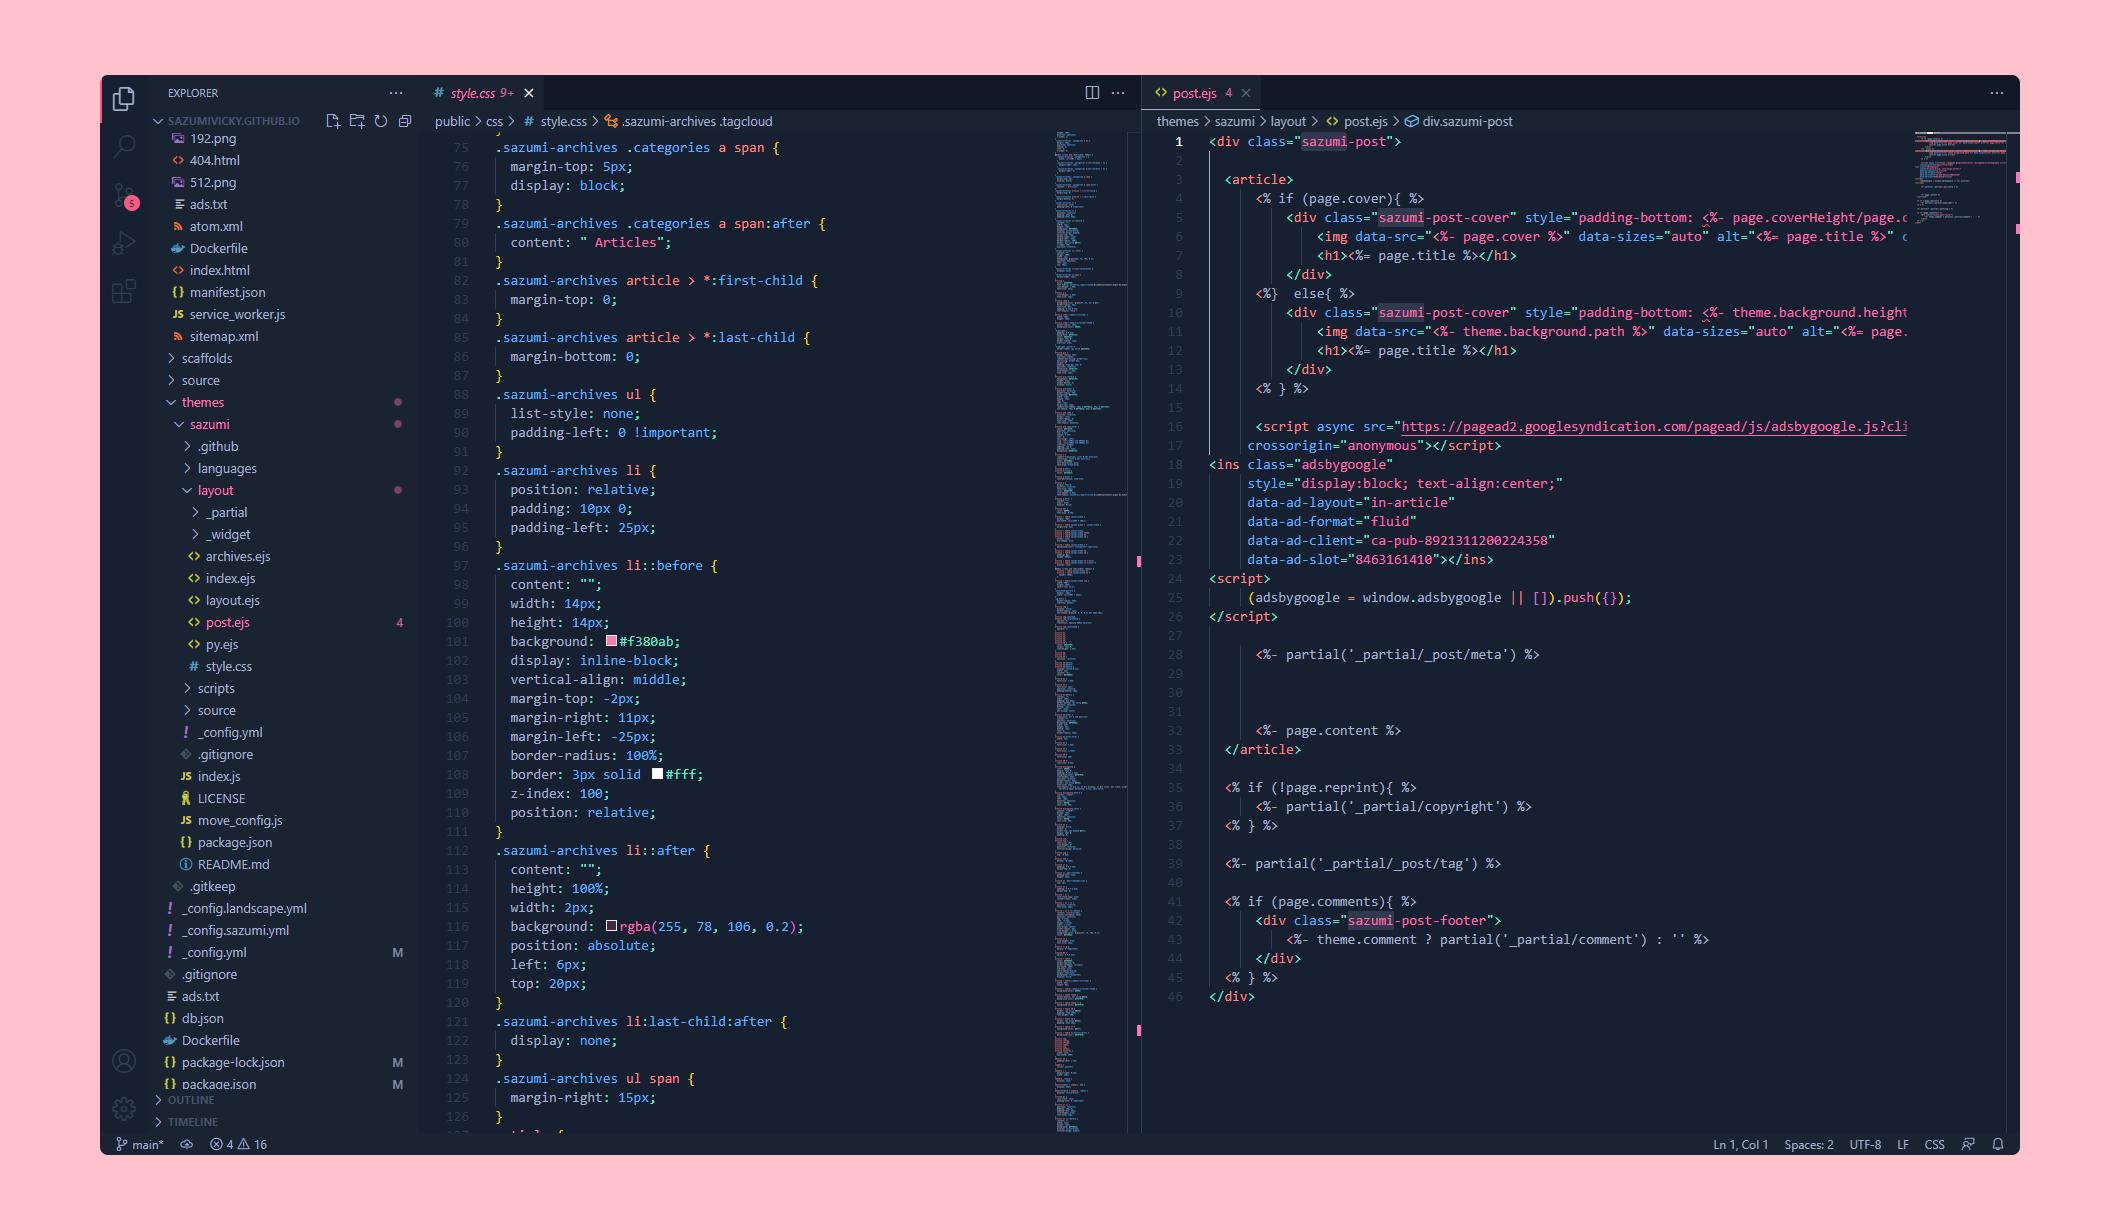 EXPLORER
SAZUMIVICKY.GITHUB.IO
192.png
404.html
512.png
ads.txt
atom.xml
Dockerfile
index.html
manifest.json
service_worker.js
sitemap.xml
scaffolds
source
themes
sazumi
.github
languages
layout
_partial
_widget
archives.ejs
index.ejs
layout.ejs
post.ejs 4
py.ejs
style.css
scripts
source
_config.yml
.gitignore
index.js
LICENSE
move_config.js
package.json
README.md
.gitkeep
_config.landscape.yml
_config.sazumi.yml
_config.yml M
.gitignore
ads.txt
db.json
Dockerfile
package-lock.json M
package.json M
OUTLINE
TIMELINE
5
# style.css 9+
public > css > # style.css > .sazumi-archives .tagcloud
}
75 .sazumi-archives .categories a span {
76 margin-top: 5px;
77 display: block;
78 }
79 .sazumi-archives .categories a span:after {
80 content: " Articles";
81 }
82 .sazumi-archives article > *:first-child {
83 margin-top: 0;
84 }
85 .sazumi-archives article > *:last-child {
86 margin-bottom: 0;
87 }
88 .sazumi-archives ul {
89 list-style: none;
90 padding-left: 0 !important;
91 }
92 .sazumi-archives li {
93 position: relative;
94 padding: 10px 0;
95 padding-left: 25px;
96 }
97 .sazumi-archives li::before {
98 content: "";
99 width: 14px;
100 height: 14px;
101 background: #f380ab;
102 display: inline-block;
103 vertical-align: middle;
104 margin-top: -2px;
105 margin-right: 11px;
106 margin-left: -25px;
107 border-radius: 100%;
108 border: 3px solid #fff;
109 z-index: 100;
110 position: relative;
111 }
112 .sazumi-archives li::after {
113 content: "";
114 height: 100%;
115 width: 2px;
116 background: rgba(255, 78, 106, 0.2);
117 position: absolute;
118 left: 6px;
119 top: 20px;
120 }
121 .sazumi-archives li:last-child:after {
122 display: none;
123 }
124 .sazumi-archives ul span {
125 margin-right: 15px;
126 }
post.ejs 4
themes > sazumi > layout > post.ejs > div.sazumi-post
1 <div class="sazumi-post">
2
3 <article>
4 <% if (page.cover){ %>
5 <div class="sazumi-post-cover" style="padding-bottom: <%- page.coverHeight/page.c
6 <img data-src="<%- page.cover %>" data-sizes="auto" alt="<%= page.title %>" c
7 <h1><%= page.title %></h1>
8 </div>
9 <%} else{ %>
10 <div class="sazumi-post-cover" style="padding-bottom: <%- theme.background.height
11 <img data-src="<%- theme.background.path %>" data-sizes="auto" alt="<%= page.
12 <h1><%= page.title %></h1>
13 </div>
14 <% } %>
15
16 <script async src="https://pagead2.googlesyndication.com/pagead/js/adsbygoogle.js?cli
17 crossorigin="anonymous"></script>
18 <ins class="adsbygoogle"
19 style="display:block; text-align:center;"
20 data-ad-layout="in-article"
21 data-ad-format="fluid"
22 data-ad-client="ca-pub-8921311200224358"
23 data-ad-slot="8463161410"></ins>
24 <script>
25 (adsbygoogle = window.adsbygoogle || []).push({});
26 </script>
27
28 <%- partial('_partial/_post/meta') %>
29
30
31
32 <%- page.content %>
33 </article>
34
35 <% if (!page.reprint){ %>
36 <%- partial('_partial/copyright') %>
37 <% } %>
38
39 <%- partial('_partial/_post/tag') %>
40
41 <% if (page.comments){ %>
42 <div class="sazumi-post-footer">
43 <%- theme.comment ? partial('_partial/comment') : '' %>
44 </div>
45 <% } %>
46 </div>
main* 4 16
Ln 1, Col 1 Spaces: 2 UTF-8 LF CSS